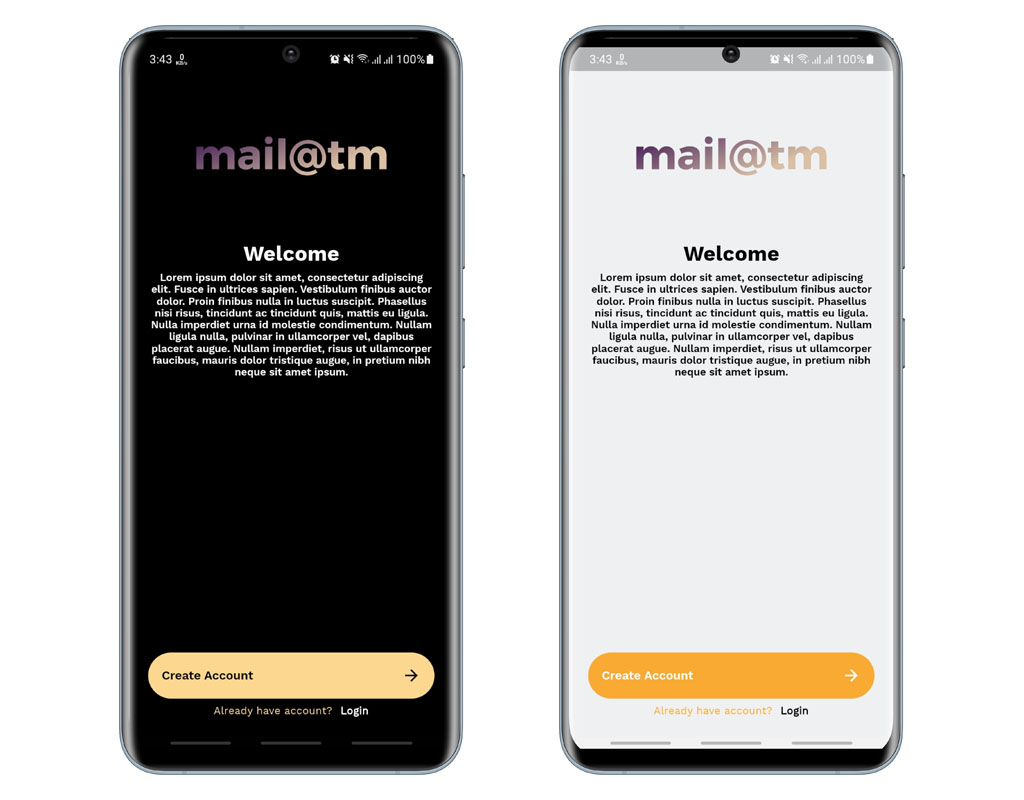 3:43 0 KB/s 100%
mail@tm
Welcome
Lorem ipsum dolor sit amet, consectetur adipiscing
elit. Fusce in ultrices sapien. Vestibulum finibus auctor
dolor. Proin finibus nulla in luctus suscipit. Phasellus
nisi risus, tincidunt ac tincidunt quis, mattis eu ligula.
Nulla imperdiet urna id molestie condimentum. Nullam
ligula nulla, pulvinar in ullamcorper vel, dapibus
placerat augue. Nullam imperdiet, risus ut ullamcorper
faucibus, mauris dolor tristique augue, in pretium nibh
neque sit amet ipsum.
Create Account
Already have account? Login
3:43 0 KB/s 100%
mail@tm
Welcome
Lorem ipsum dolor sit amet, consectetur adipiscing
elit. Fusce in ultrices sapien. Vestibulum finibus auctor
dolor. Proin finibus nulla in luctus suscipit. Phasellus
nisi risus, tincidunt ac tincidunt quis, mattis eu ligula.
Nulla imperdiet urna id molestie condimentum. Nullam
ligula nulla, pulvinar in ullamcorper vel, dapibus
placerat augue. Nullam imperdiet, risus ut ullamcorper
faucibus, mauris dolor tristique augue, in pretium nibh
neque sit amet ipsum.
Create Account
Already have account? Login